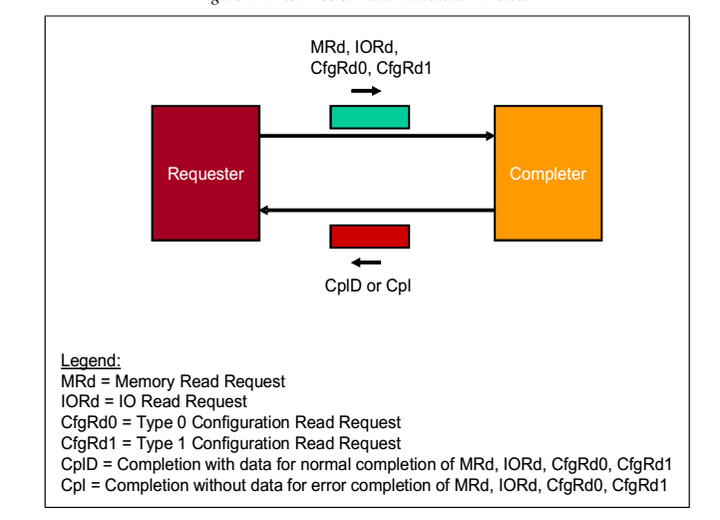 MRd, IORd,
CfgRd0, CfgRd1
Requester
Completer
CplD or Cpl
Legend:
MRd = Memory Read Request
IORd = IO Read Request
CfgRd0 = Type 0 Configuration Read Request
CfgRd1 = Type 1 Configuration Read Request
CplD = Completion with data for normal completion of MRd, IORd, CfgRd0, CfgRd1
Cpl = Completion without data for error completion of MRd, IORd, CfgRd0, CfgRd1